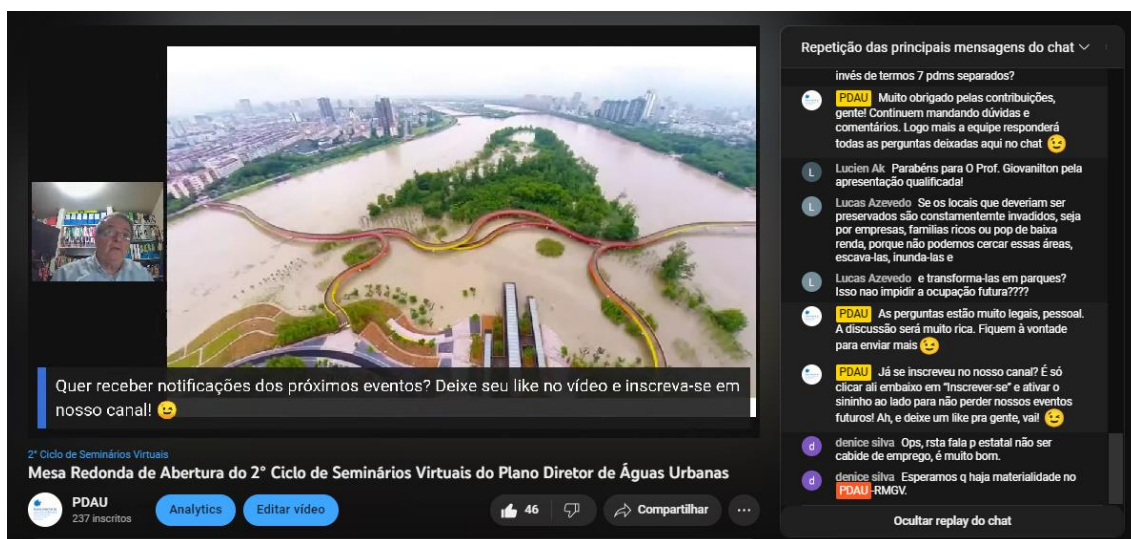 Quer receber notificações dos próximos eventos? Deixe seu like no vídeo e inscreva-se em
nosso canal! 😉
2° Ciclo de Seminários Virtuais
Mesa Redonda de Abertura do 2° Ciclo de Seminários Virtuais do Plano Diretor de Águas Urbanas
PDAU
237 inscritos
Analytics
Editar vídeo
46
Compartilhar
Repetição das principais mensagens do chat
invés de termos 7 pdms separados?
PDAU Muito obrigado pelas contribuições,
gente! Continuem mandando dúvidas e
comentários. Logo mais a equipe responderá
todas as perguntas deixadas aqui no chat 😉
L
Lucien Ak Parabéns para O Prof. Giovanilton pela
apresentação qualificada!
L
Lucas Azevedo Se os locais que deveriam ser
preservados são constamentemte invadidos, seja
por empresas, familias ricos ou pop de baixa
renda, porque não podemos cercar essas áreas,
escava-las, inunda-las e
L
Lucas Azevedo e transforma-las em parques?
Isso nao impidir a ocupação futura????
PDAU As perguntas estão muito legais, pessoal.
A discussão será muito rica. Fiquem à vontade
para enviar mais 😉
PDAU Já se inscreveu no nosso canal? É só
clicar ali embaixo em "Inscrever-se" e ativar o
sininho ao lado para não perder nossos eventos
futuros! Ah, e deixe um like pra gente, vai! 😉
d
denice silva Ops, rsta fala p estatal não ser
cabide de emprego, é muito bom.
d
denice silva Esperamos q haja materialidade no
PDAU-RMGV.
Ocultar replay do chat